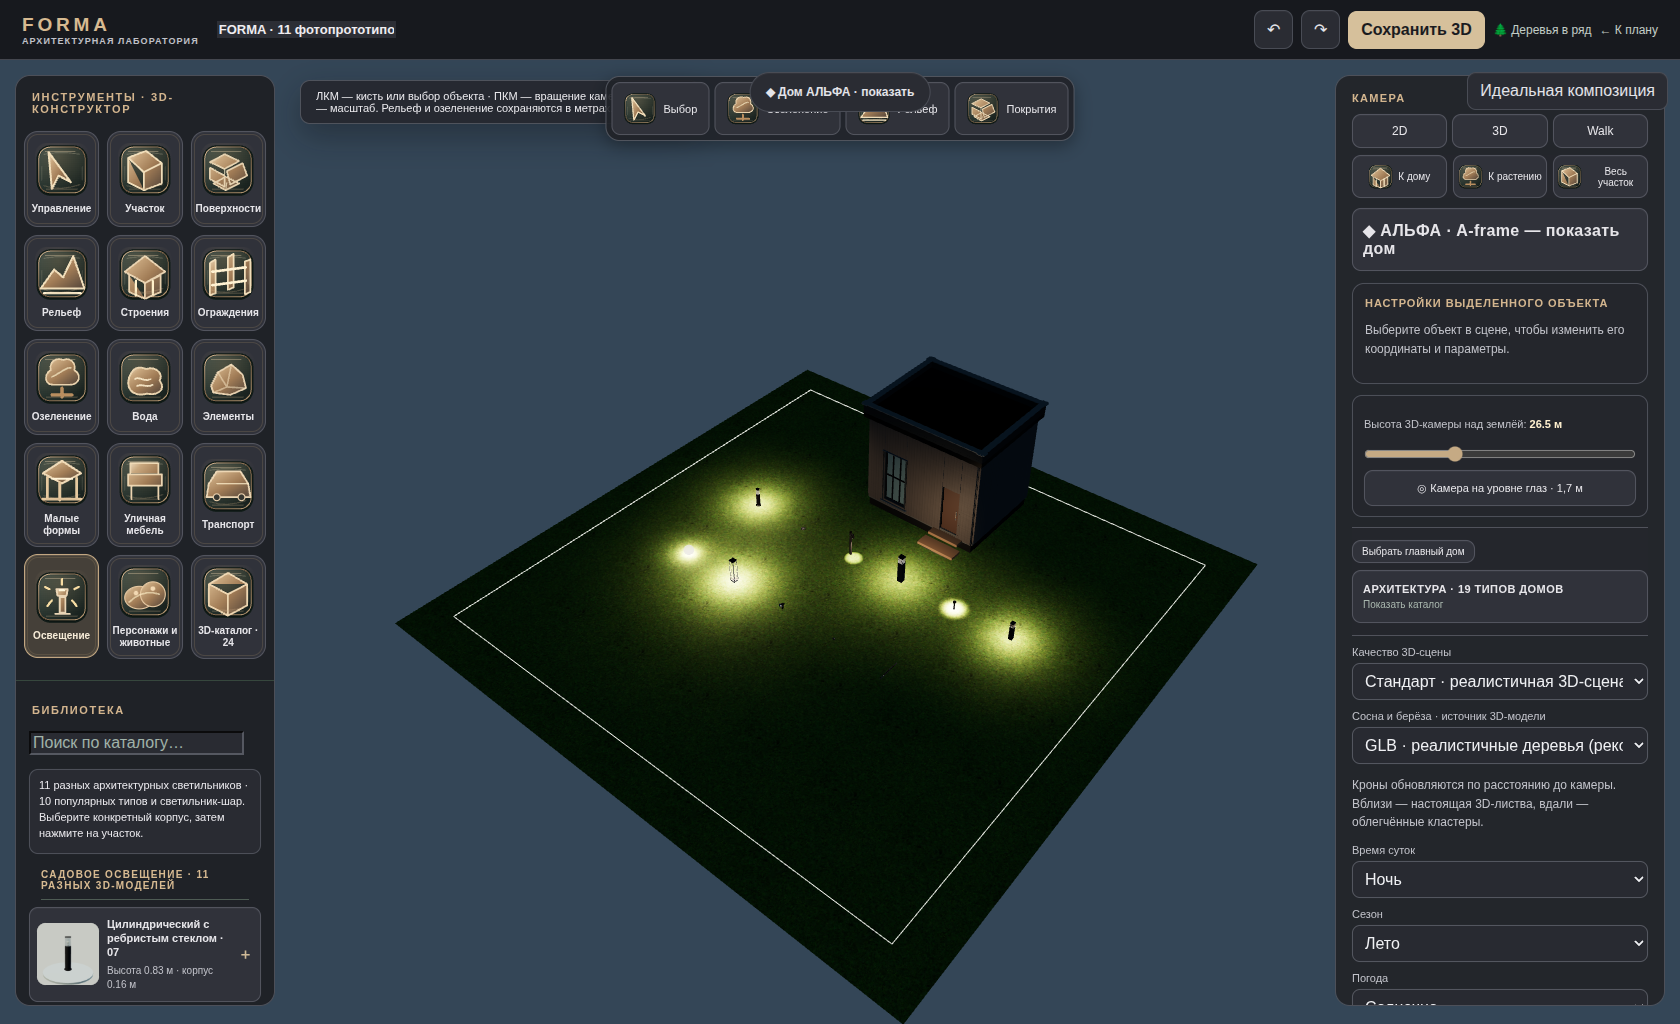 FORMA
АРХИТЕКТУРНАЯ ЛАБОРАТОРИЯ
FORMA · 11 фотопрототипо
↶
↷
Сохранить 3D
🌲 Деревья в ряд
← К плану
ИНСТРУМЕНТЫ · 3D-
КОНСТРУКТОР
Управление
Участок
Поверхности
Рельеф
Строения
Ограждения
Озеленение
Вода
Элементы
Малые
формы
Уличная
мебель
Транспорт
Освещение
Персонажи и
животные
3D-каталог ·
24
БИБЛИОТЕКА
Поиск по каталогу…
11 разных архитектурных светильников ·
10 популярных типов и светильник-шар.
Выберите конкретный корпус, затем
нажмите на участок.
САДОВОЕ ОСВЕЩЕНИЕ · 11
РАЗНЫХ 3D-МОДЕЛЕЙ
Цилиндрический с
ребристым стеклом ·
07
Высота 0.83 м · корпус
0.16 м
+
ЛКМ — кисть или выбор объекта · ПКМ — вращение кам
— масштаб. Рельеф и озеленение сохраняются в метра
Выбор
◆ Дом АЛЬФА · показать
Покрытия
КАМЕРА
Идеальная композиция
2D
3D
Walk
К дому
К растению
Весь
участок
◆ АЛЬФА · A-frame — показать
дом
НАСТРОЙКИ ВЫДЕЛЕННОГО ОБЪЕКТА
Выберите объект в сцене, чтобы изменить его
координаты и параметры.
Высота 3D-камеры над землёй: 26.5 м
◎ Камера на уровне глаз · 1,7 м
Выбрать главный дом
АРХИТЕКТУРА · 19 ТИПОВ ДОМОВ
Показать каталог
Качество 3D-сцены
Стандарт · реалистичная 3D-сцена
Сосна и берёза · источник 3D-модели
GLB · реалистичные деревья (реко
Кроны обновляются по расстоянию до камеры.
Вблизи — настоящая 3D-листва, вдали —
облегчённые кластеры.
Время суток
Ночь
Сезон
Лето
Погода